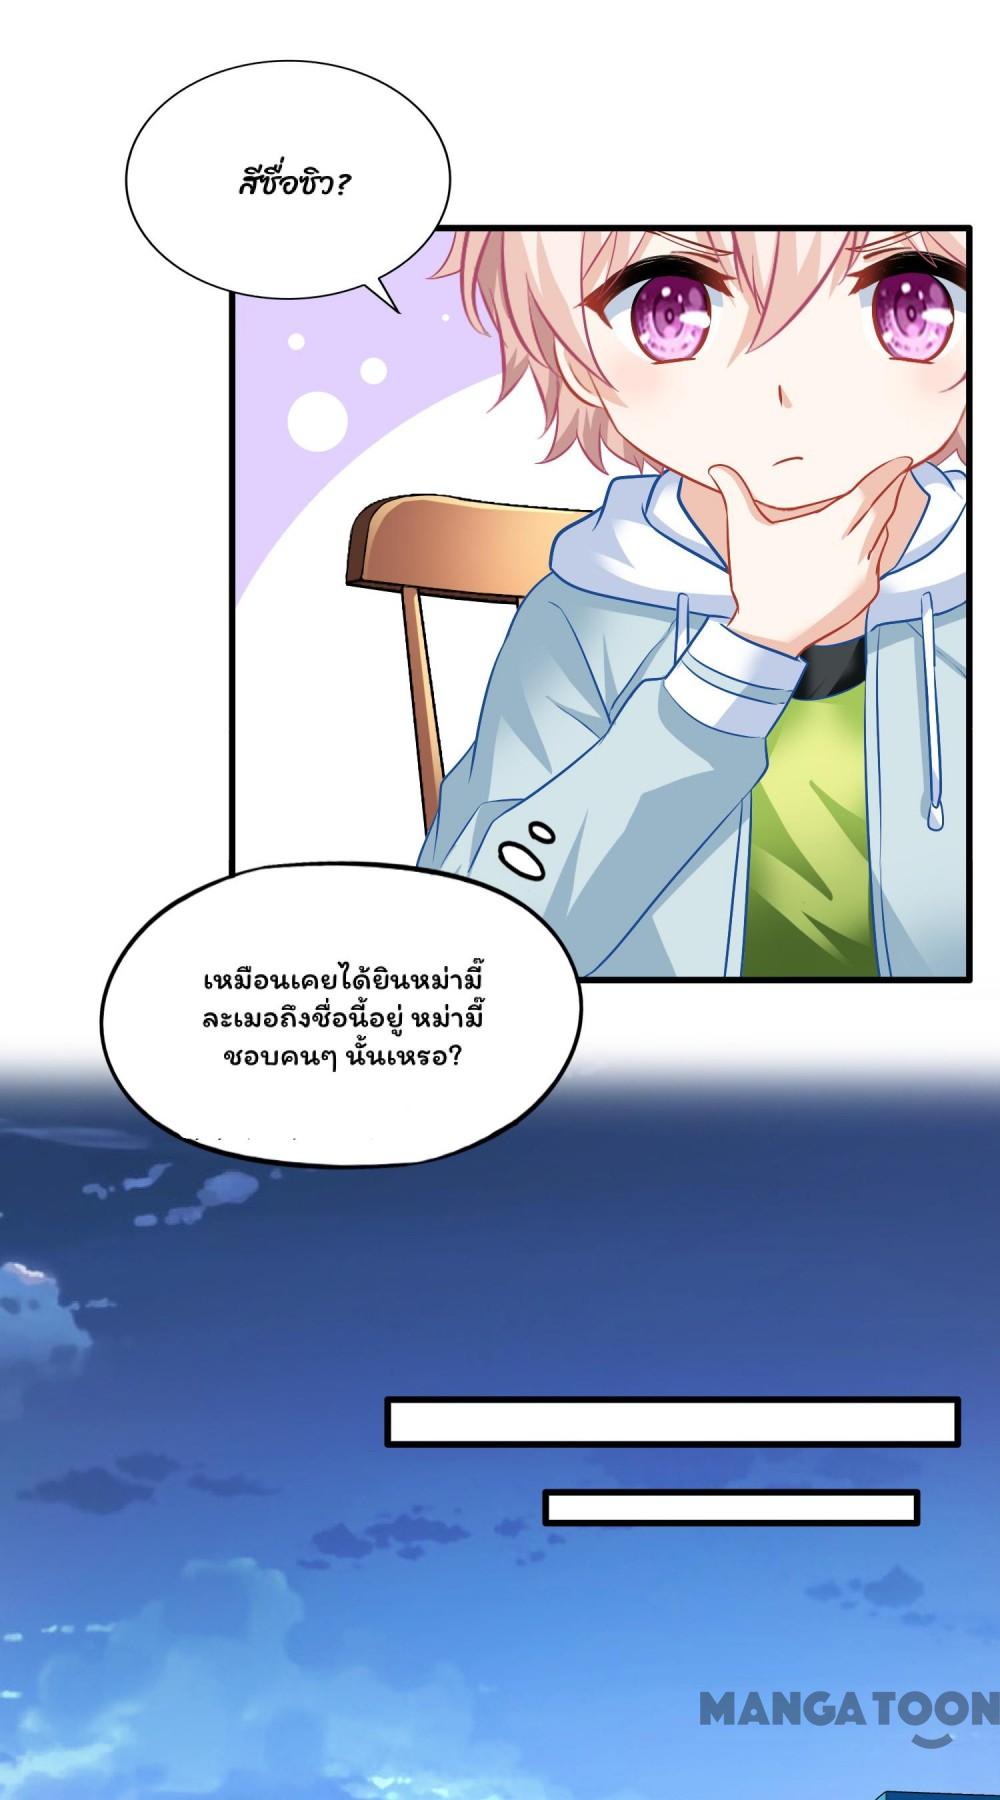 สีซื่อซิว?
เหมือนเคยได้ยินหม่ามี๊
ละเมอถึงชื่อนี้อยู่ หม่ามี๊
ชอบคนๆ นั้นเหรอ?
MANGATOON